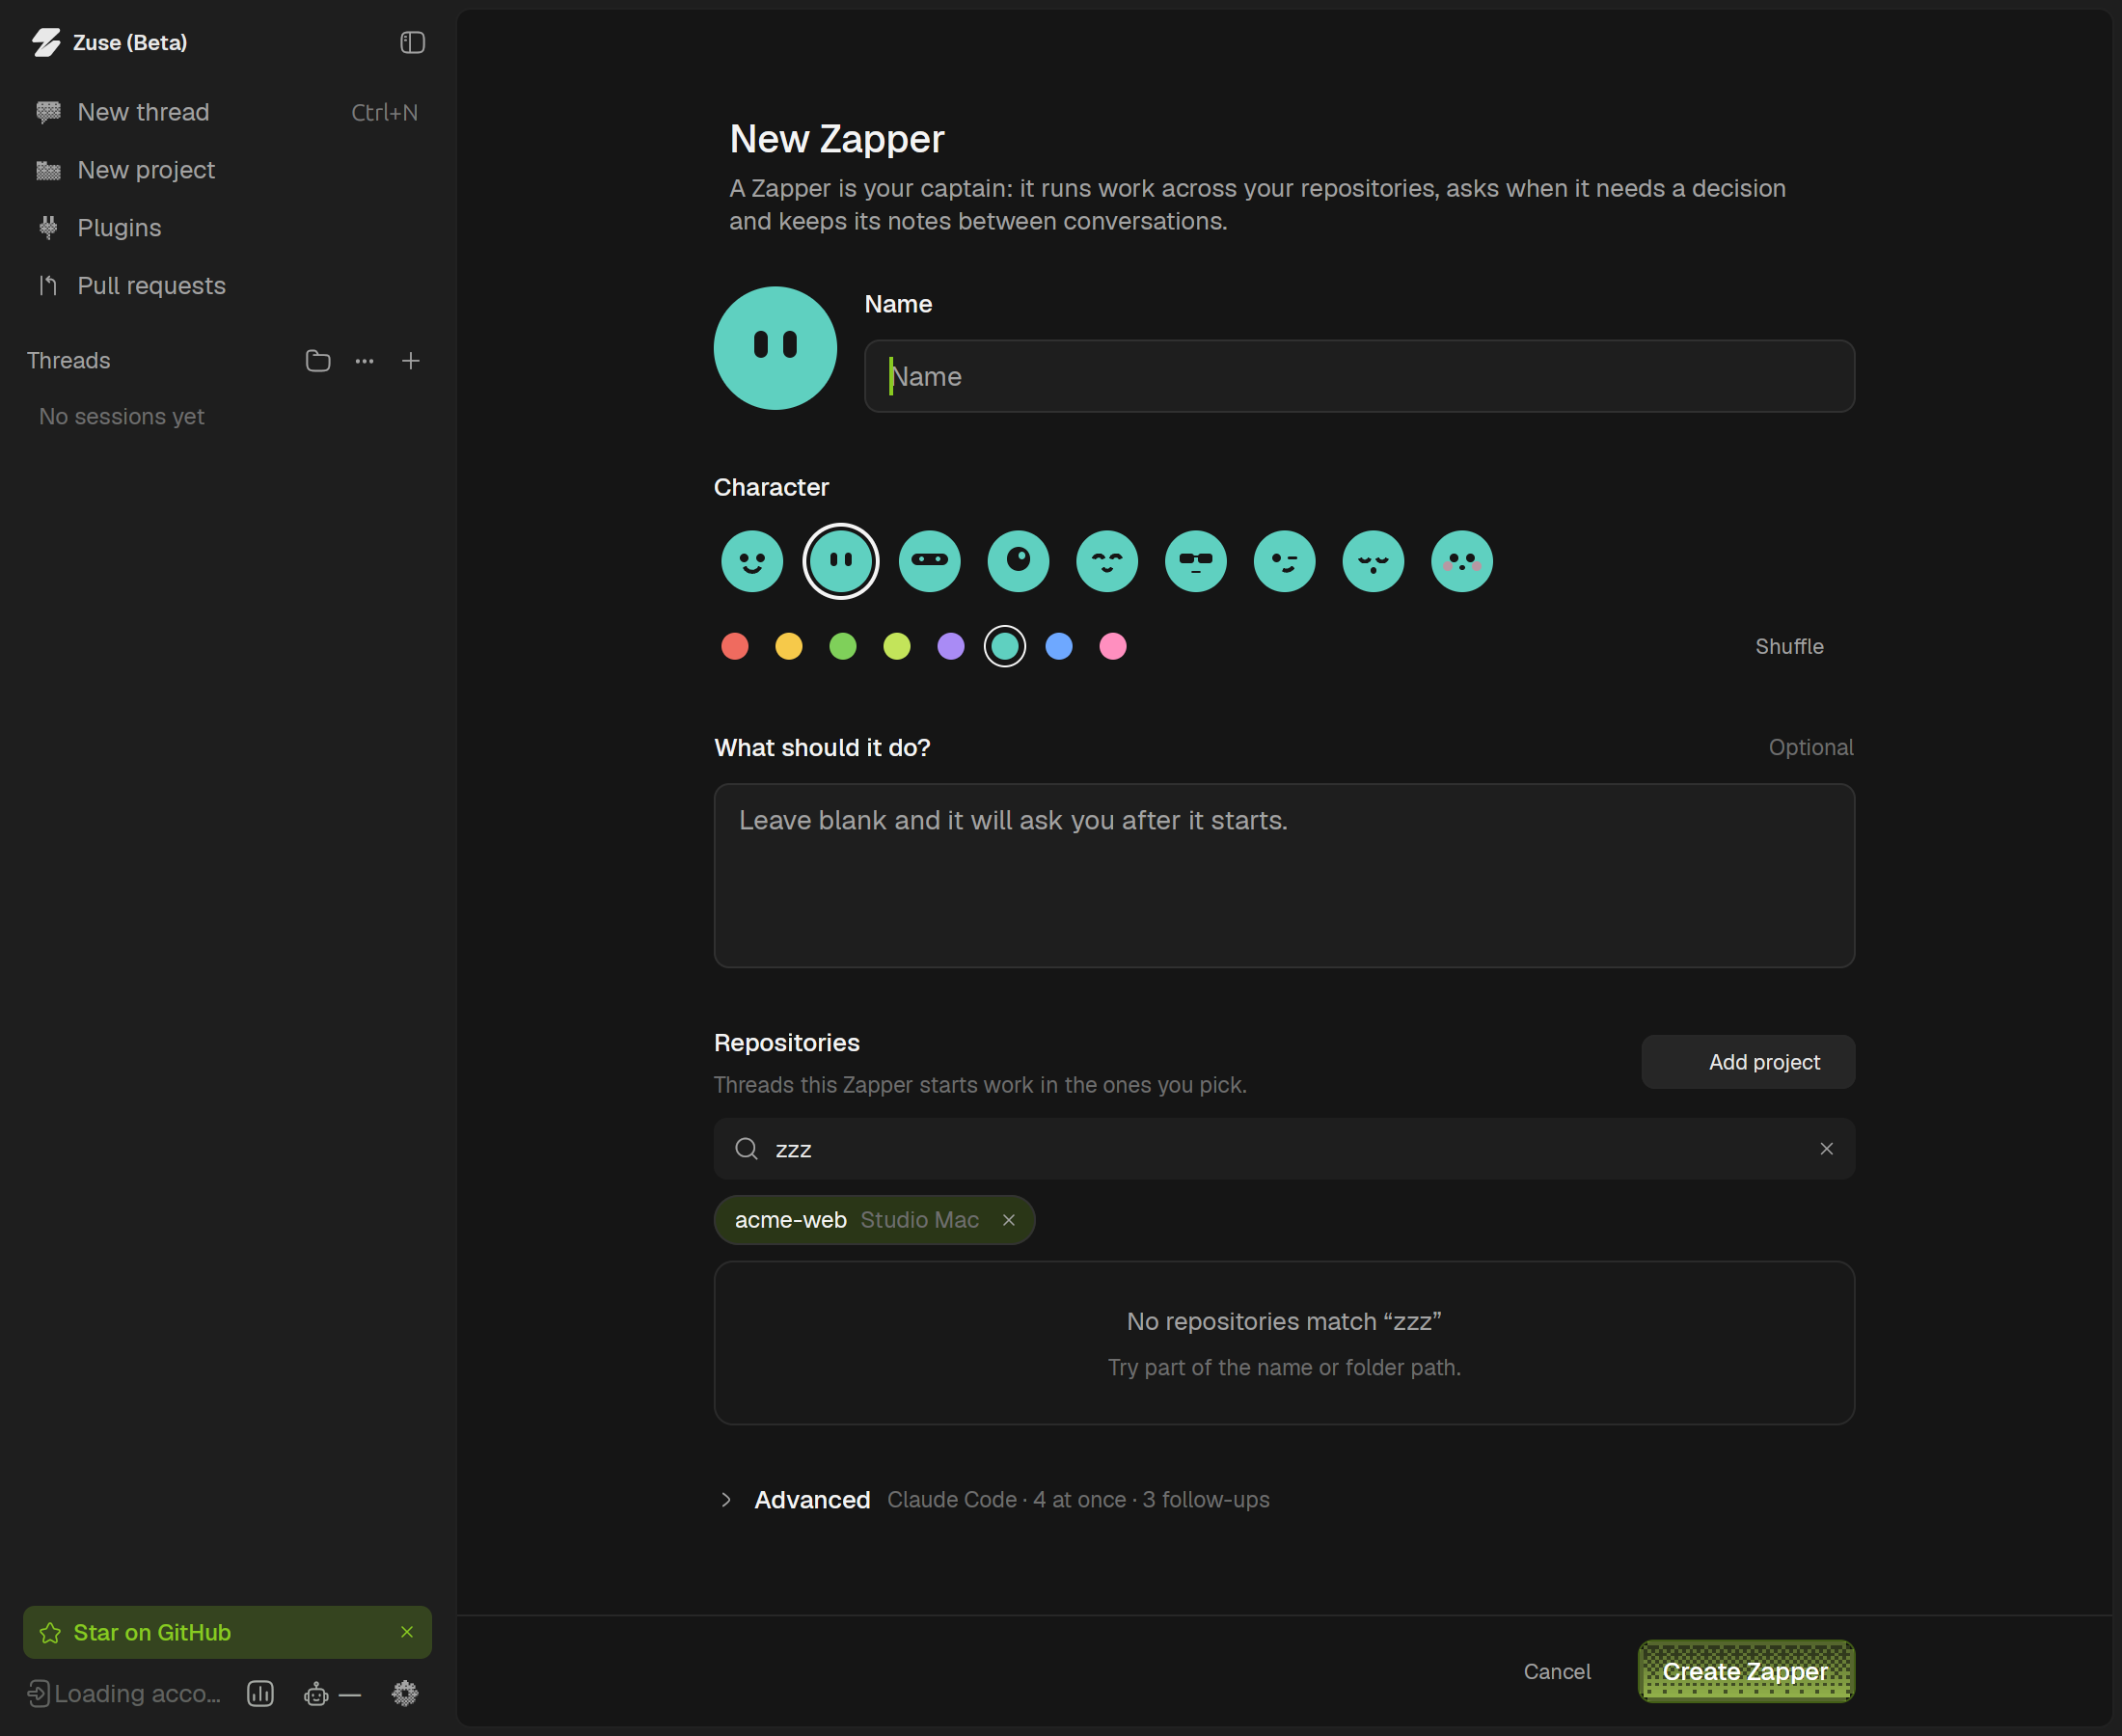 Zuse (Beta)
New thread Ctrl+N
New project
Plugins
Pull requests
Threads
No sessions yet
Star on GitHub
Loading acco...
New Zapper
A Zapper is your captain: it runs work across your repositories, asks when it needs a decision
and keeps its notes between conversations.
Name
Name
Character
Shuffle
What should it do? Optional
Leave blank and it will ask you after it starts.
Repositories
Threads this Zapper starts work in the ones you pick.
Add project
zzz
acme-web Studio Mac
No repositories match “zzz”
Try part of the name or folder path.
Advanced Claude Code · 4 at once · 3 follow-ups
Cancel
Create Zapper